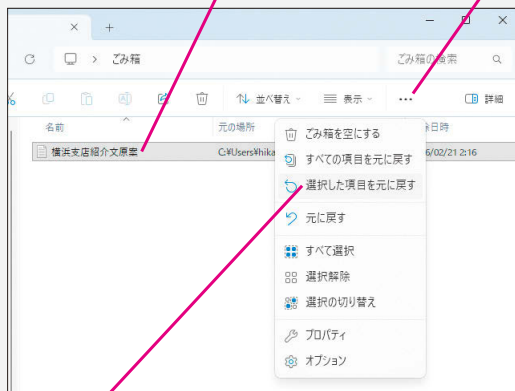 ごみ箱
ごみ箱の検索
並べ替え
表示
詳細
名前
元の場所
日時
横浜支店紹介文原案
C:¥Users¥hika
6/02/21 2:16
ごみ箱を空にする
すべての項目を元に戻す
選択した項目を元に戻す
元に戻す
すべて選択
選択解除
選択の切り替え
プロパティ
オプション